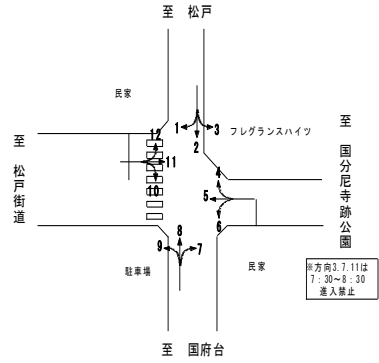 至 松戸
民家
フレグランスハイツ
至 松戸街道
至 国分尼寺跡公園
1
2
3
12
11
10
4
5
6
8
9
7
駐車場
民家
※方向3.7.11は
7:30～8:30
進入禁止
至 国府台